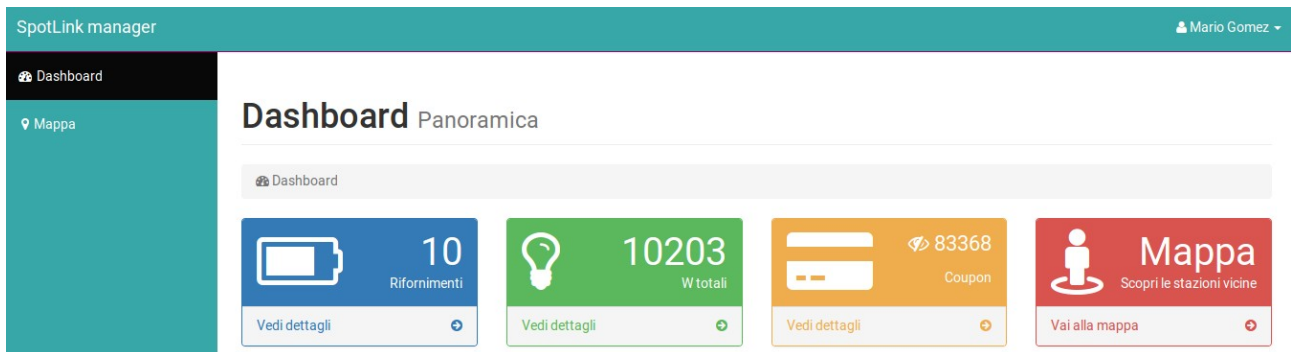 SpotLink manager
Mario Gomez
Dashboard
Mappa
Dashboard Panoramica
Dashboard
10
Rifornimenti
Vedi dettagli
10203
W totali
Vedi dettagli
83368
Coupon
Vedi dettagli
Mappa
Scopri le stazioni vicine
Vai alla mappa